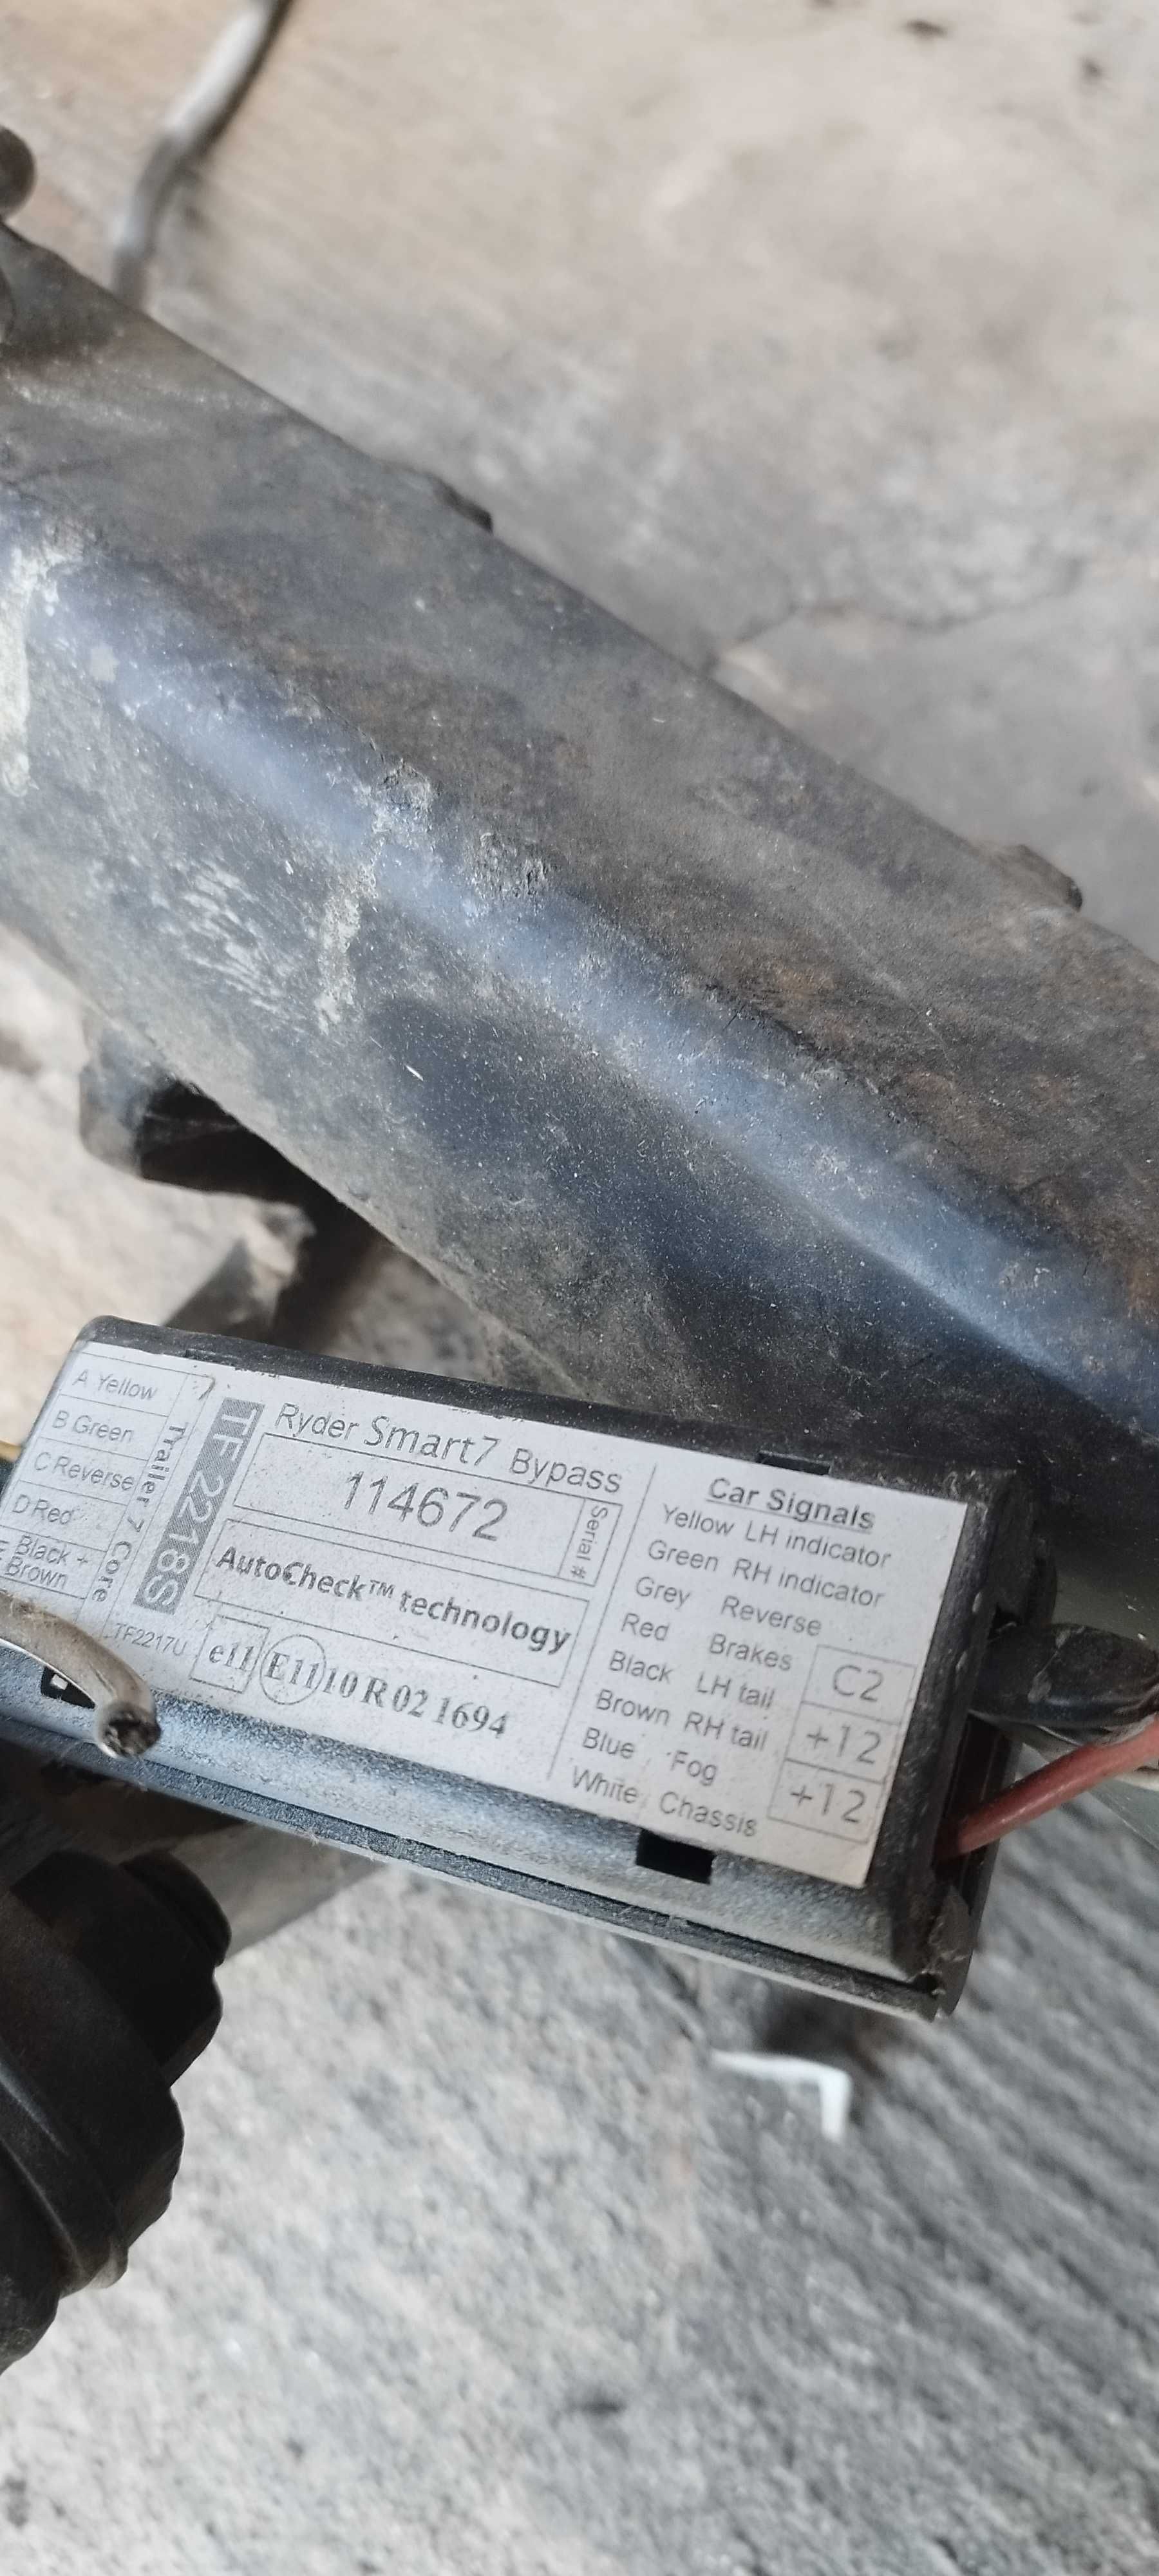 A Yellow
B Green
C Reverse
D Red
Black +
Brown
Trailer 7 Core
TF 2218S
TF2217U
Ryder Smart7 Bypass
114672
Serial #
AutoCheck™ technology
e11 E11 10 R 02 1694
Car Signals
Yellow LH indicator
Green RH indicator
Grey Reverse
Red Brakes
Black LH tail
Brown RH tail
Blue Fog
White Chassis
C2
+12
+12